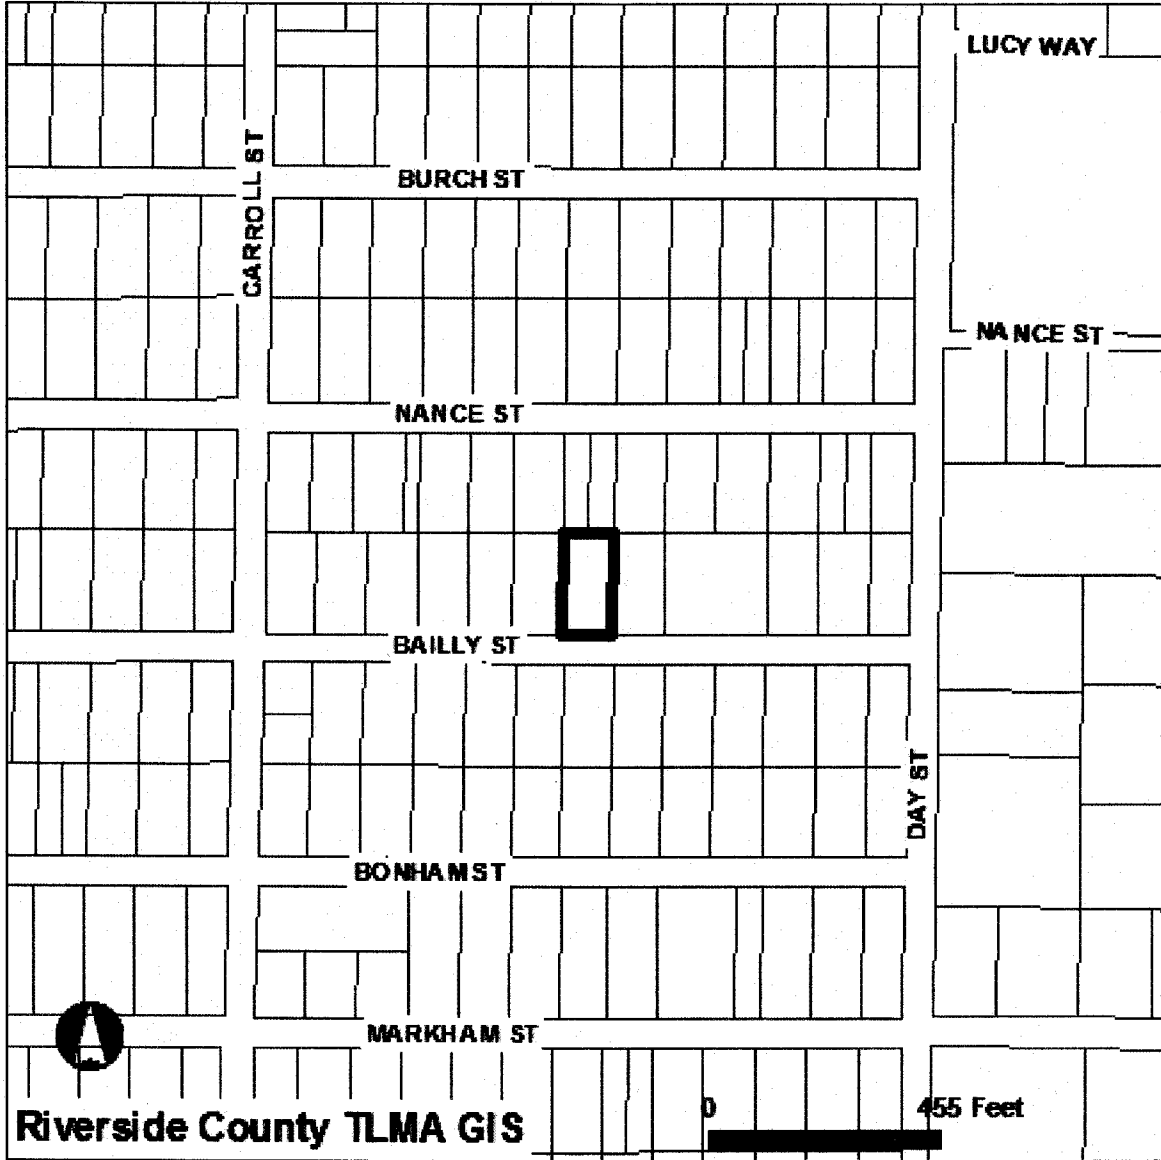 LUCY WAY
CARROLL ST
BURCH ST
NANCE ST
NANCE ST
BAILLY ST
DAY ST
BONHAM ST
MARKHAM ST
0 455 Feet
Riverside County TLMA GIS